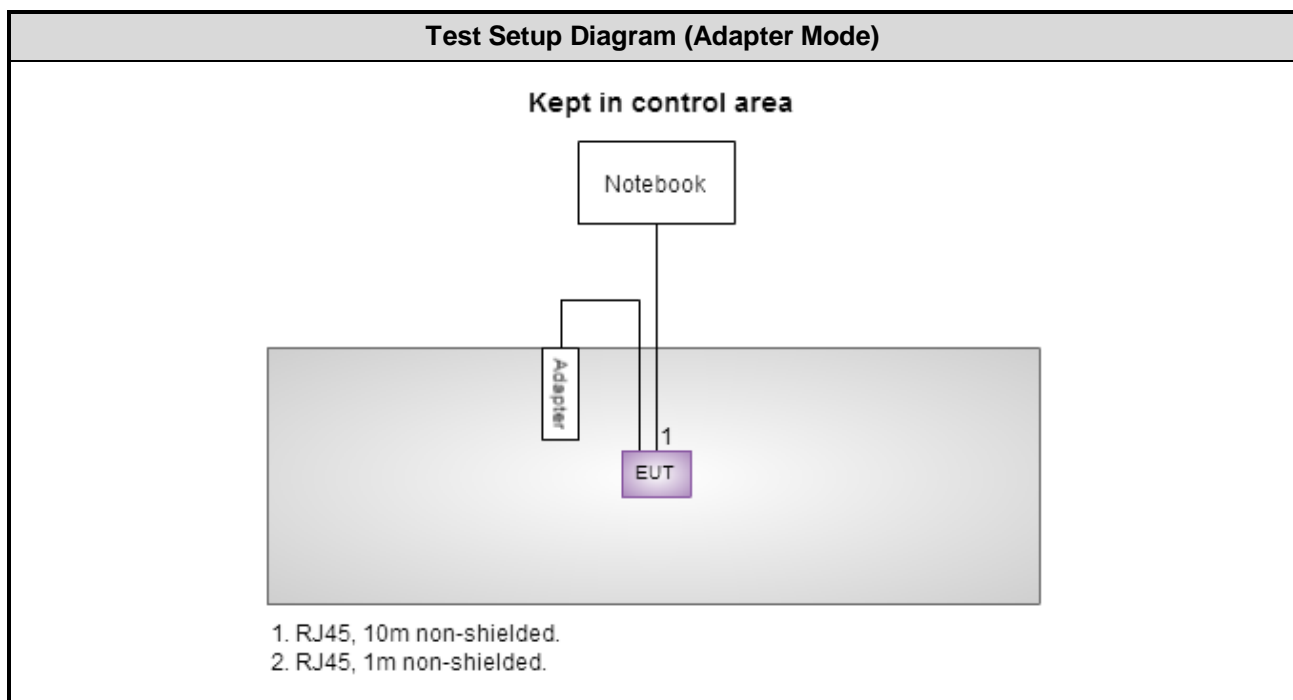 Test Setup Diagram (Adapter Mode)
Kept in control area
Notebook
Adapter
1
EUT
1. RJ45, 10m non-shielded.
2. RJ45, 1m non-shielded.